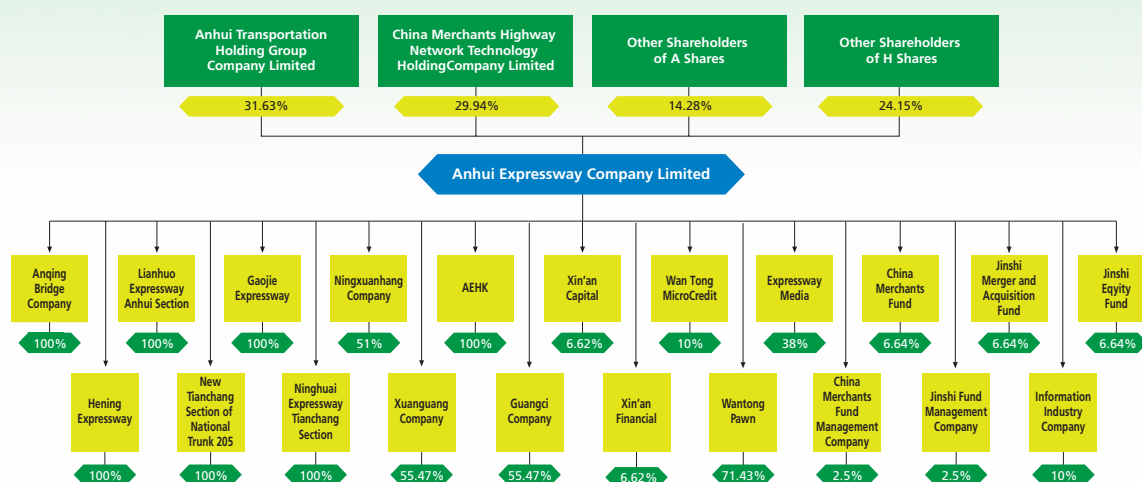 Anhui Transportation
Holding Group
Company Limited
China Merchants Highway
Network Technology
HoldingCompany Limited
Other Shareholders
of A Shares
Other Shareholders
of H Shares
31.63%
29.94%
14.28%
24.15%
Anhui Expressway Company Limited
Anqing
Bridge
Company
Lianhuo
Expressway
Anhui Section
Gaojie
Expressway
Ningxuanhang
Company
AEHK
Xin'an
Capital
Wan Tong
MicroCredit
Expressway
Media
China
Merchants
Fund
Jinshi
Merger and
Acquisition
Fund
Jinshi
Eqyity
Fund
100%
100%
100%
51%
100%
6.62%
10%
38%
6.64%
6.64%
6.64%
Hening
Expressway
New
Tianchang
Section of
National
Trunk 205
Ninghuai
Expressway
Tianchang
Section
Xuanguang
Company
Guangci
Company
Xin'an
Financial
Wantong
Pawn
China
Merchants
Fund
Management
Company
Jinshi Fund
Management
Company
Information
Industry
Company
100%
100%
100%
55.47%
55.47%
6.62%
71.43%
2.5%
2.5%
10%